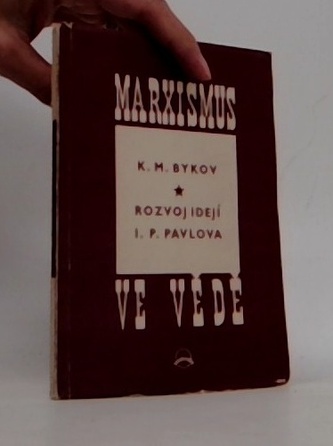 MARXISMUS
K. M. BYKOV
★
ROZVOJ IDEJÍ
I. P. PAVLOVA
VE VĚDĚ